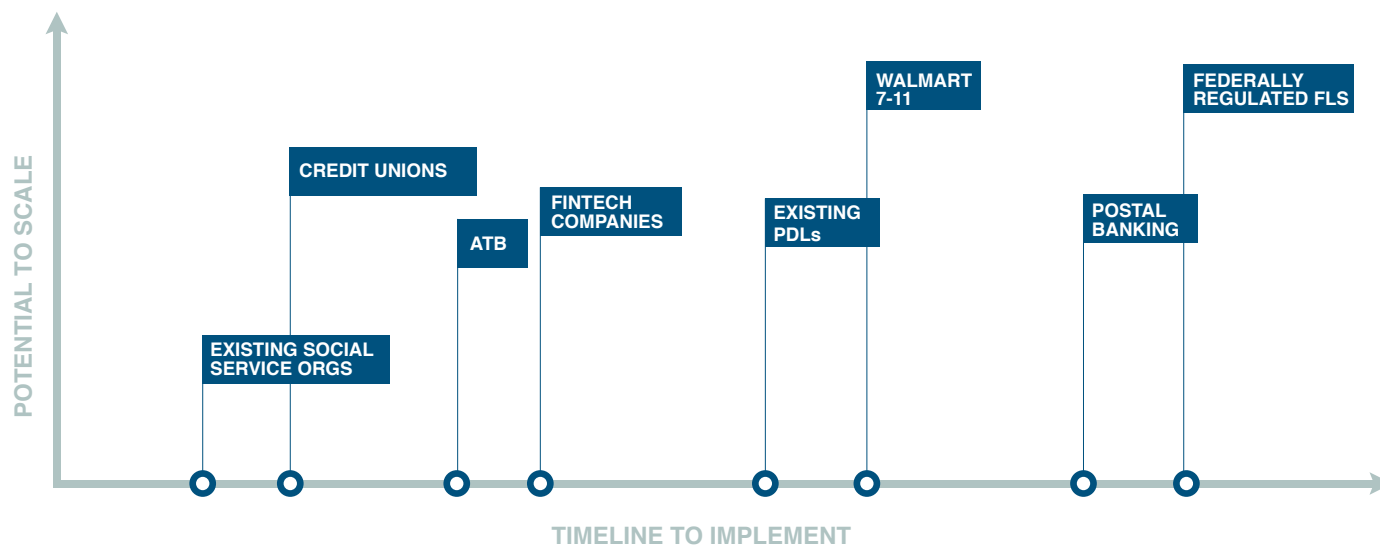 POTENTIAL TO SCALE
EXISTING SOCIAL
SERVICE ORGS
CREDIT UNIONS
ATB
FINTECH
COMPANIES
EXISTING
PDLs
WALMART
7-11
POSTAL
BANKING
FEDERALLY
REGULATED FLS
TIMELINE TO IMPLEMENT